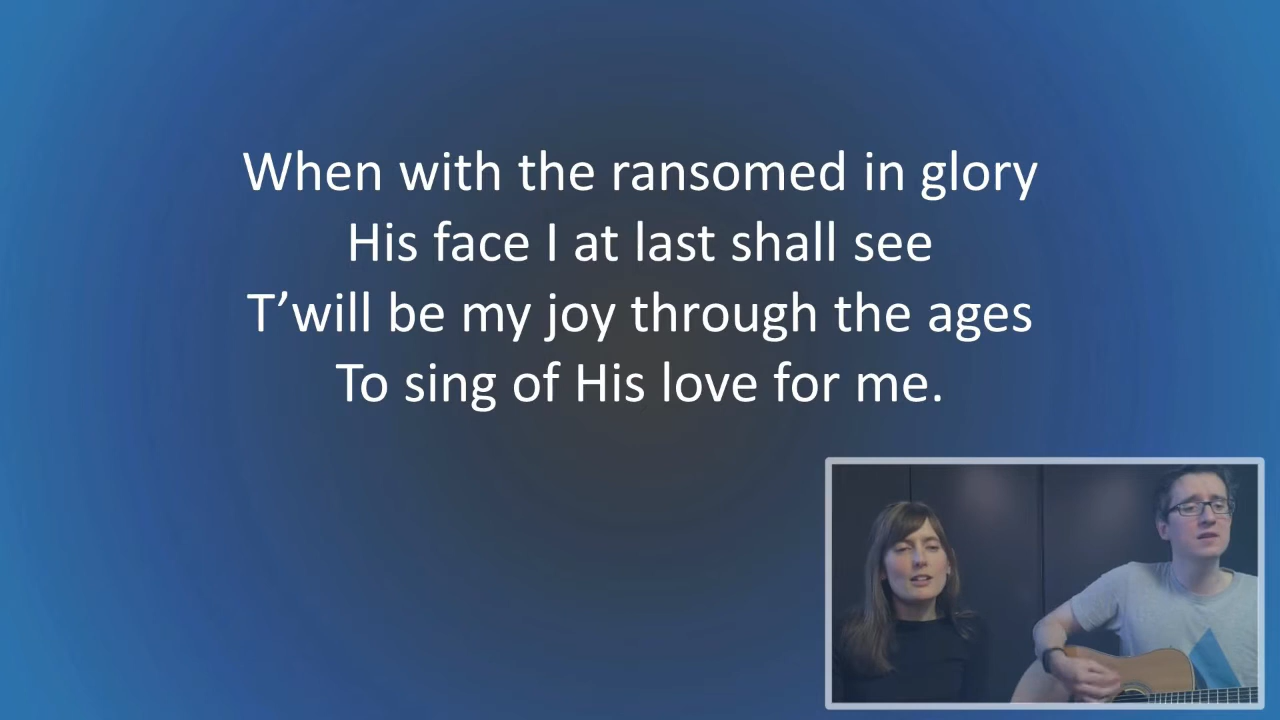 When with the ransomed in glory
His face I at last shall see
T’will be my joy through the ages
To sing of His love for me.